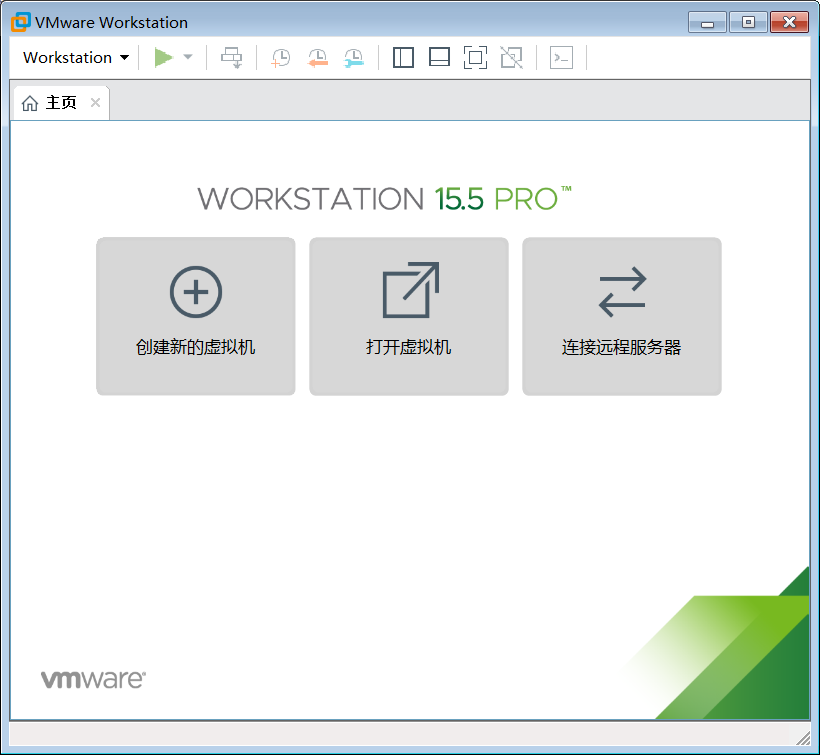 VMware Workstation
Workstation
主页
WORKSTATION 15.5 PRO™
创建新的虚拟机
打开虚拟机
连接远程服务器
vmware®